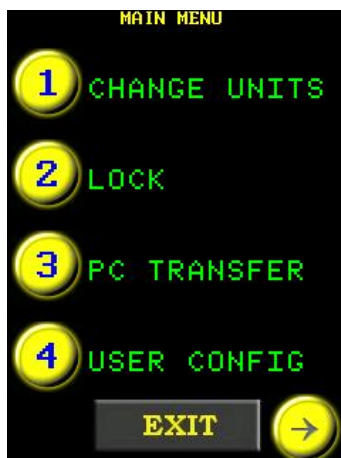 MAIN MENU
1 CHANGE UNITS
2 LOCK
3 PC TRANSFER
4 USER CONFIG
EXIT →